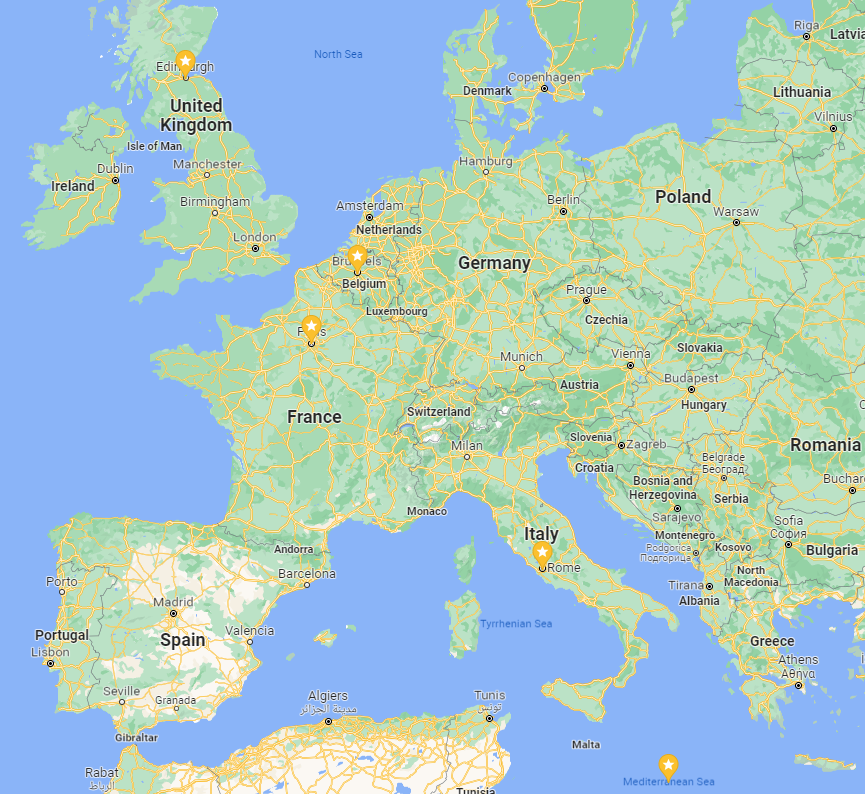 Riga
Latvia
North Sea
Edinburgh
Copenhagen
Denmark
Lithuania
United
Kingdom
Vilnius
Isle of Man
Manchester
Hamburg
Dublin
Ireland
Birmingham
Amsterdam
Berlin
Poland
Warsaw
Netherlands
London
Brussels
Germany
Belgium
Prague
Luxembourg
Czechia
Paris
Slovakia
Munich
Vienna
Austria
Budapest
Hungary
Switzerland
France
Slovenia
Zagreb
Milan
Romania
Croatia
Belgrade
Београд
Bosnia and
Herzegovina
Serbia
Buchar
Monaco
Sarajevo
Sofia
София
Italy
Montenegro
Andorra
Podgorica
Подгорица
Kosovo
Bulgaria
Rome
Barcelona
North
Macedonia
Porto
Tirana
Albania
Madrid
Tyrrhenian Sea
Portugal
Spain
Valencia
Greece
Lisbon
Athens
Αθήνα
Seville
Granada
Algiers
مدينة الجزائر
Tunis
تونس
Gibraltar
Malta
Rabat
الرباط
Mediterranean Sea
Tunisia